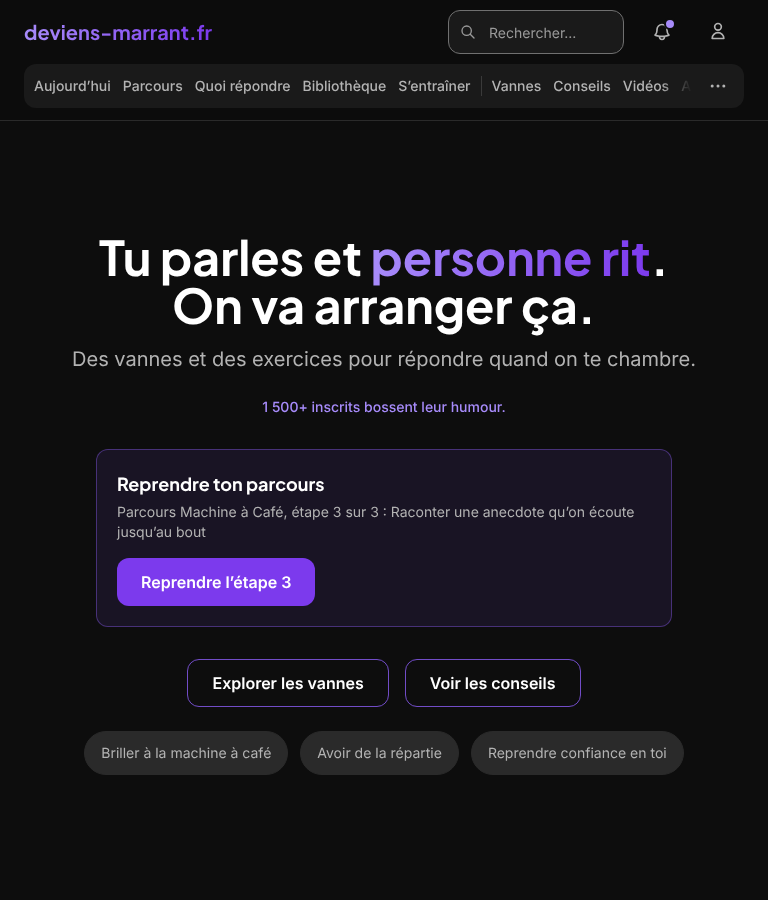 deviens-marrant.fr
Rechercher...
Aujourd’hui Parcours Quoi répondre Bibliothèque S’entraîner Vannes Conseils Vidéos
Tu parles et personne rit.
On va arranger ça.
Des vannes et des exercices pour répondre quand on te chambre.
1 500+ inscrits bossent leur humour.
Reprendre ton parcours
Parcours Machine à Café, étape 3 sur 3 : Raconter une anecdote qu’on écoute
jusqu’au bout
Reprendre l’étape 3
Explorer les vannes Voir les conseils
Briller à la machine à café Avoir de la répartie Reprendre confiance en toi